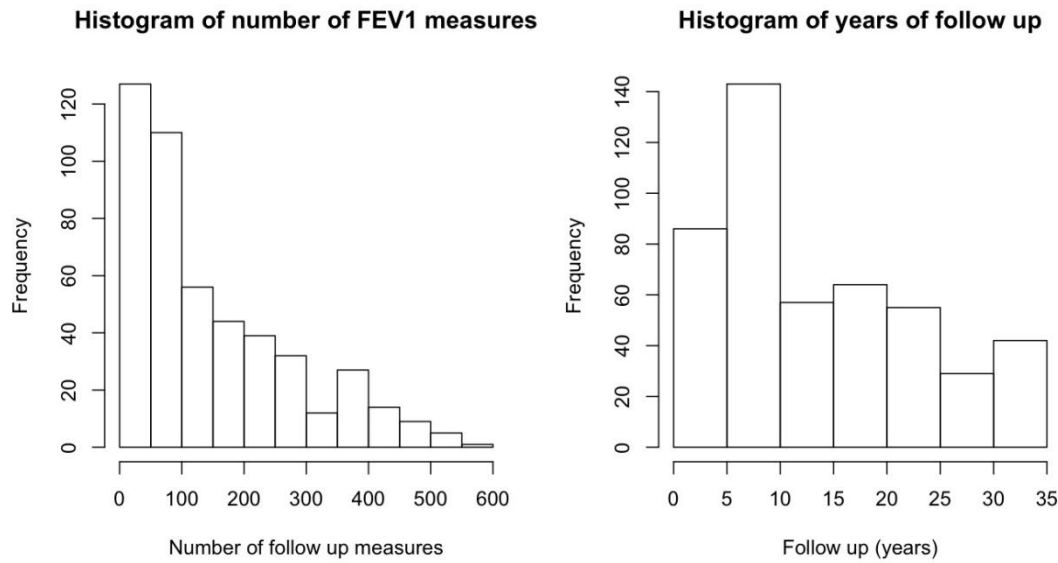 Histogram of number of FEV1 measures
Frequency
120
100
80
60
40
20
0
0 100 200 300 400 500 600
Number of follow up measures
Histogram of years of follow up
Frequency
140
120
100
80
60
40
20
0
0 5 10 15 20 25 30 35
Follow up (years)